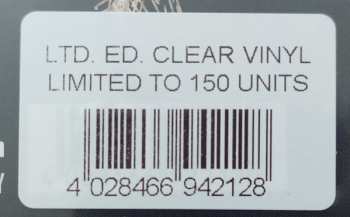 LTD. ED. CLEAR VINYL
LIMITED TO 150 UNITS
4 028466 942128